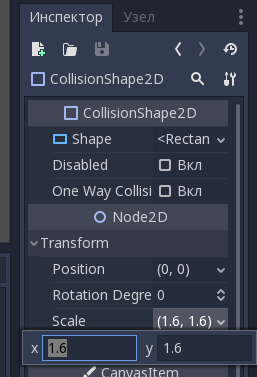 Инспектор Узел
CollisionShape2D
CollisionShape2D
Shape <Rectan
Disabled Вкл
One Way Collisi Вкл
Node2D
Transform
Position (0, 0)
Rotation Degre 0
Scale (1.6, 1.6)
x 1.6 y 1.6
CanvasItem